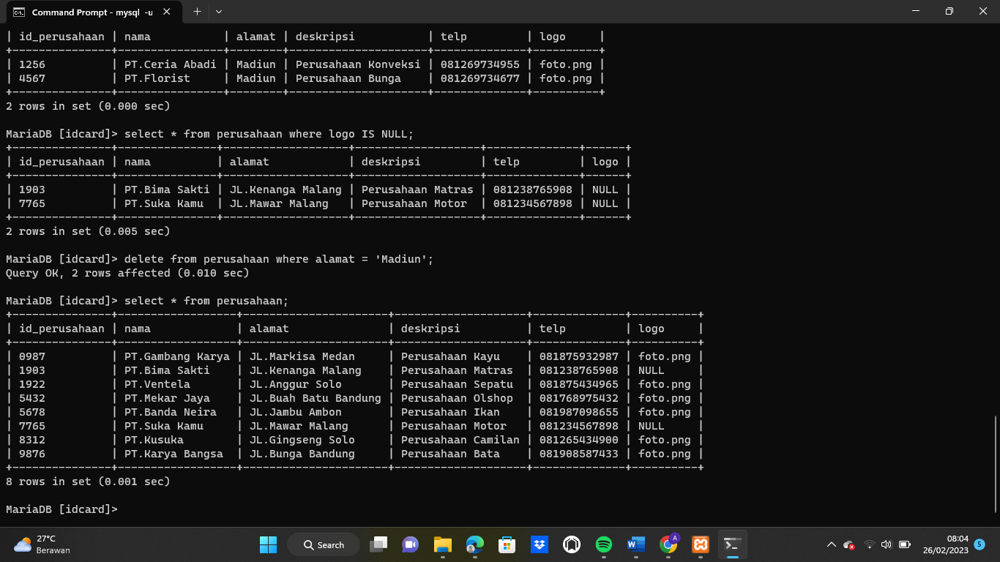 Command Prompt - mysql -u
| id_perusahaan | nama            | alamat | deskripsi           | telp         | logo     |
+---------------+----------------+--------+---------------------+--------------+----------+
| 1256          | PT.Ceria Abadi | Madiun | Perusahaan Konveksi | 081269734955 | foto.png |
| 4567          | PT.Florist     | Madiun | Perusahaan Bunga    | 081269734677 | foto.png |
+---------------+----------------+--------+---------------------+--------------+----------+
2 rows in set (0.000 sec)
MariaDB [idcard]> select * from perusahaan where logo IS NULL;
+---------------+---------------+-------------------+-------------------+--------------+------+
| id_perusahaan | nama          | alamat            | deskripsi         | telp         | logo |
+---------------+---------------+-------------------+-------------------+--------------+------+
| 1903          | PT.Bima Sakti | JL.Kenanga Malang | Perusahaan Matras | 081238765908 | NULL |
| 7765          | PT.Suka Kamu  | JL.Mawar Malang   | Perusahaan Motor  | 081234567898 | NULL |
+---------------+---------------+-------------------+-------------------+--------------+------+
2 rows in set (0.005 sec)
MariaDB [idcard]> delete from perusahaan where alamat = 'Madiun';
Query OK, 2 rows affected (0.010 sec)
MariaDB [idcard]> select * from perusahaan;
+---------------+------------------+----------------------+--------------------+--------------+----------+
| id_perusahaan | nama             | alamat               | deskripsi          | telp         | logo     |
+---------------+------------------+----------------------+--------------------+--------------+----------+
| 0987          | PT.Gambang Karya | JL.Markisa Medan     | Perusahaan Kayu    | 081875932987 | foto.png |
| 1903          | PT.Bima Sakti    | JL.Kenanga Malang    | Perusahaan Matras  | 081238765908 | NULL     |
| 1922          | PT.Ventela       | JL.Anggur Solo       | Perusahaan Sepatu  | 081875434965 | foto.png |
| 5432          | PT.Mekar Jaya    | JL.Buah Batu Bandung | Perusahaan Olshop  | 081768975432 | foto.png |
| 5678          | PT.Banda Neira   | JL.Jambu Ambon       | Perusahaan Ikan    | 081987098655 | foto.png |
| 7765          | PT.Suka Kamu     | JL.Mawar Malang      | Perusahaan Motor   | 081234567898 | NULL     |
| 8312          | PT.Kusuka        | JL.Gingseng Solo     | Perusahaan Camilan | 081265434900 | foto.png |
| 9876          | PT.Karya Bangsa  | JL.Bunga Bandung     | Perusahaan Bata    | 081908587433 | foto.png |
+---------------+------------------+----------------------+--------------------+--------------+----------+
8 rows in set (0.001 sec)
MariaDB [idcard]>
27°C
Berawan
Search
A
08:04
26/02/2023
5